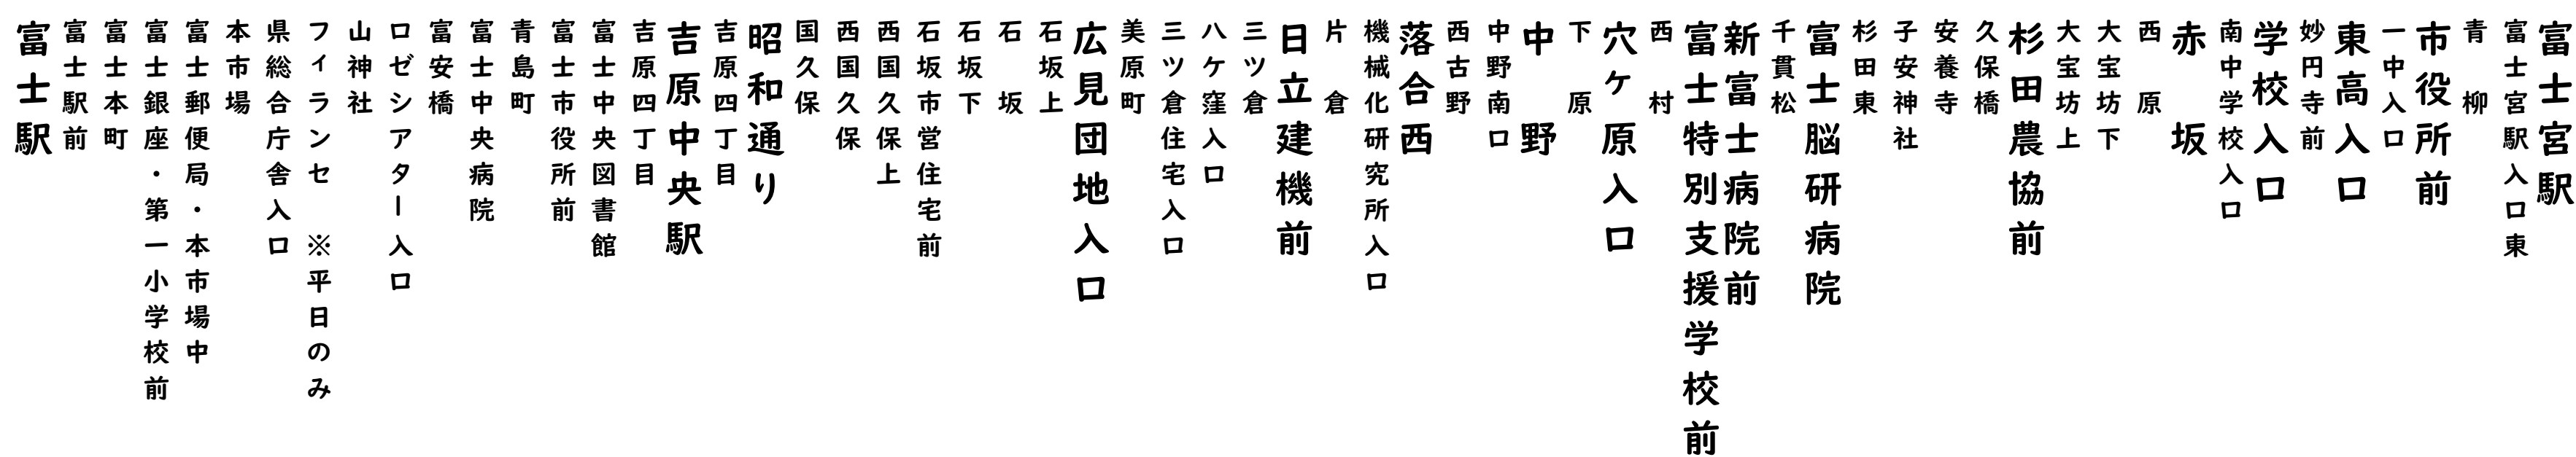 富士宮駅
富士宮駅入口東
青柳
市役所前
一中入口
東高入口
妙円寺前
学校入口
南中学校入口
赤坂
西原
大宝坊下
大宝坊上
杉田農協前
久保橋
安養寺
子安神社
杉田東
富士脳研病院
千貫松
新富士病院前
富士特別支援学校前
西村
穴ケ原入口
下原
中野
中野南口
西古野
落合西
機械化研究所入口
片倉
日立建機前
三ツ倉
八ケ窪入口
三ツ倉住宅入口
美原町
広見団地入口
石坂上
石坂
石坂下
石坂市営住宅前
西国久保上
西国久保
国久保
昭和通り
吉原四丁目
吉原中央駅
吉原四丁目
富士中央図書館
富士市役所前
青島町
富士中央病院
富安橋
ロゼシアター入口
山神社
フィランセ ※平日のみ
県総合庁舎入口
本市場
富士郵便局・本市場中
富士銀座・第一小学校前
富士本町
富士駅前
富士駅